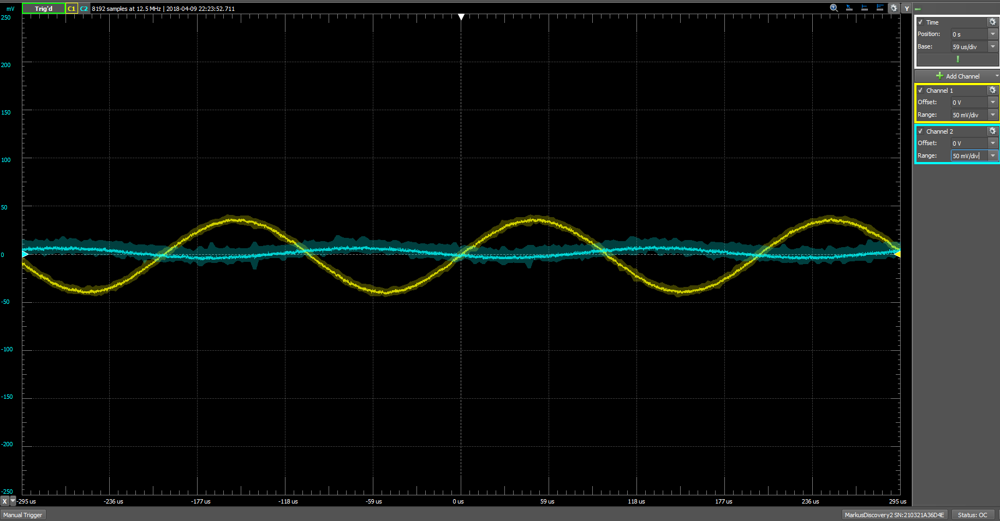 mV Trig'd C1 C2 8192 samples at 12.5 MHz | 2018-04-09 22:23:52.711 Y
250
200
150
100
50
0
-50
-100
-150
-200
-250
X -295 us -236 us -177 us -118 us -59 us 0 us 59 us 118 us 177 us 236 us 295 us
Time
Position: 0 s
Base: 59 us/div
Add Channel
Channel 1
Offset: 0 V
Range: 50 mV/div
Channel 2
Offset: 0 V
Range: 50 mV/div
Manual Trigger MarkusDiscovery2 SN:210321A36D4E Status: OC